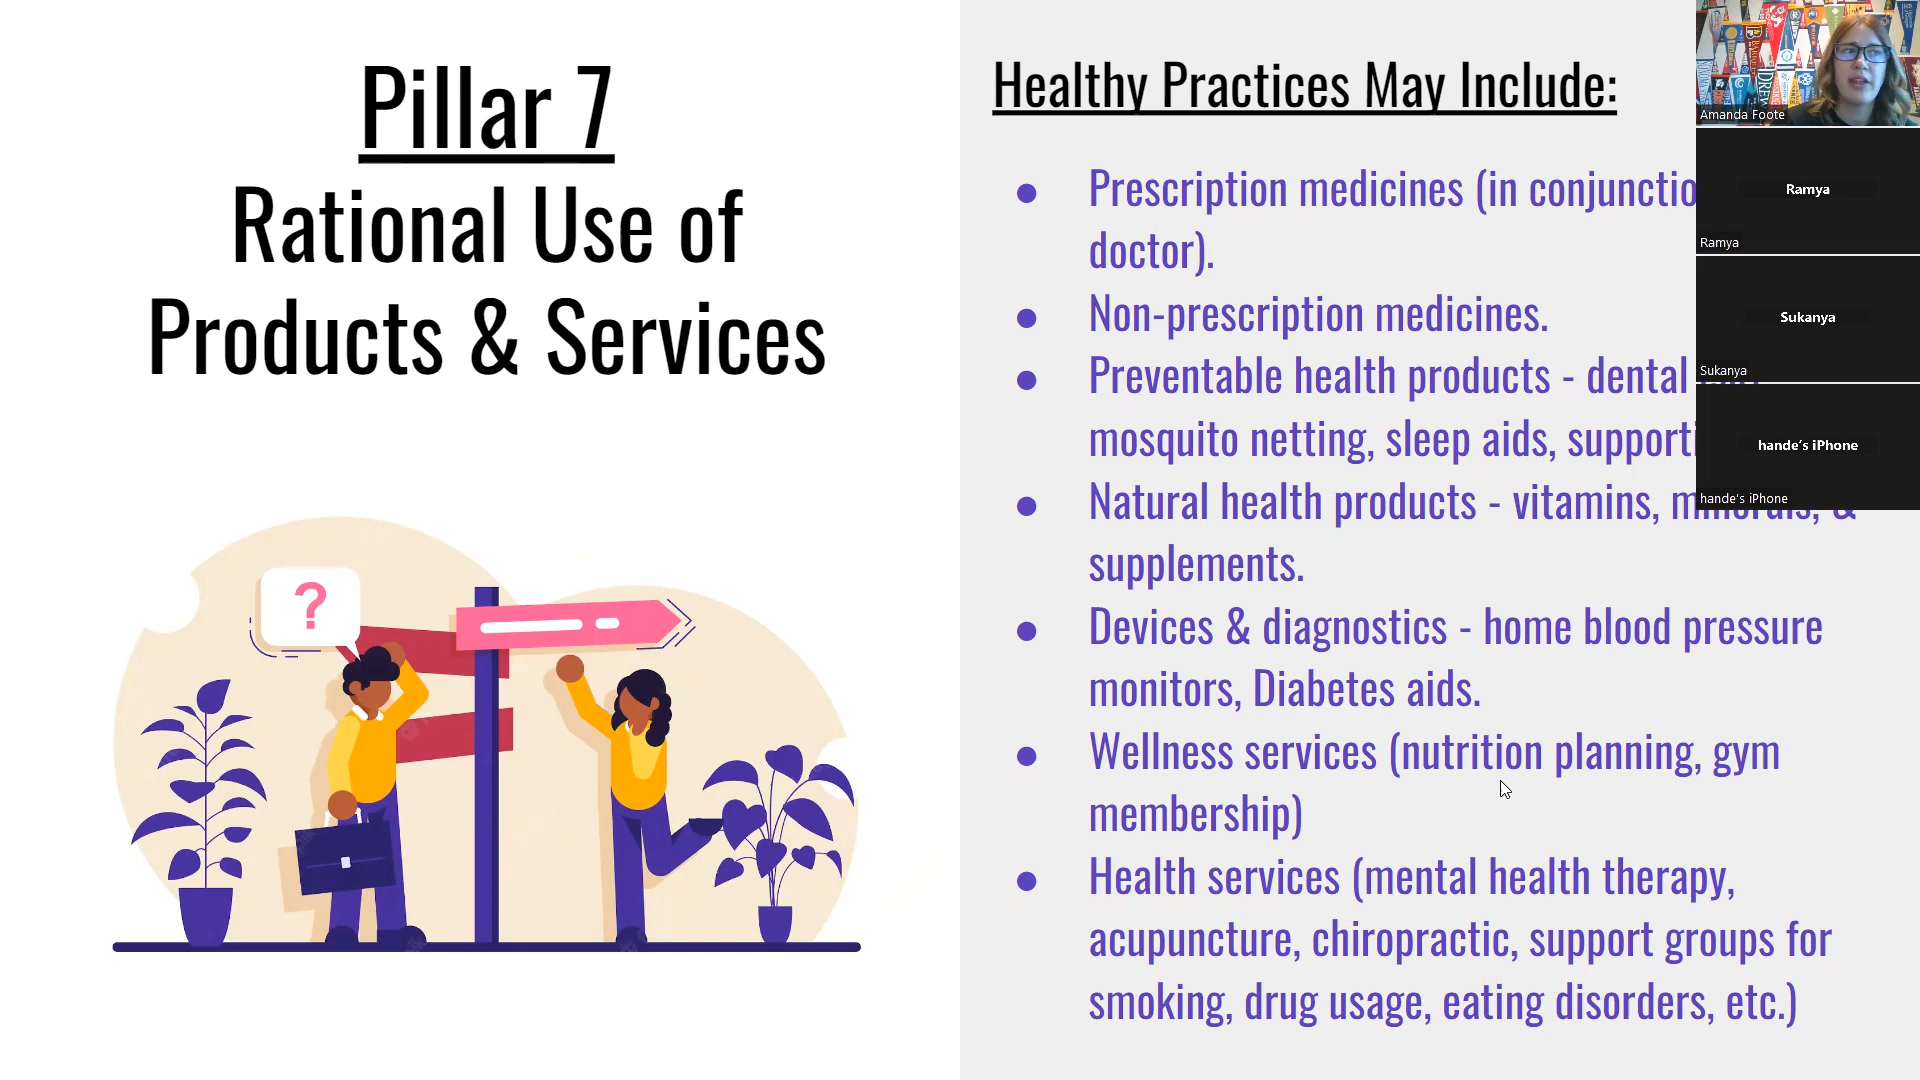 Pillar 7
Rational Use of
Products & Services
?
Healthy Practices May Include:
Prescription medicines (in
doctor).
Non-prescription medicines.
Preventable health products - dental
mosquito netting, sleep aids,
Natural health products - vitamins, minerals, &
supplements.
Devices & diagnostics - home blood pressure
monitors, Diabetes aids.
Wellness services (nutrition planning, gym
membership)
Health services (mental health therapy,
acupuncture, chiropractic, support groups for
smoking, drug usage, eating disorders, etc.)
Amanda Foote
Ramya
Ramya
Sukanya
Sukanya
hande's iPhone
hande's iPhone